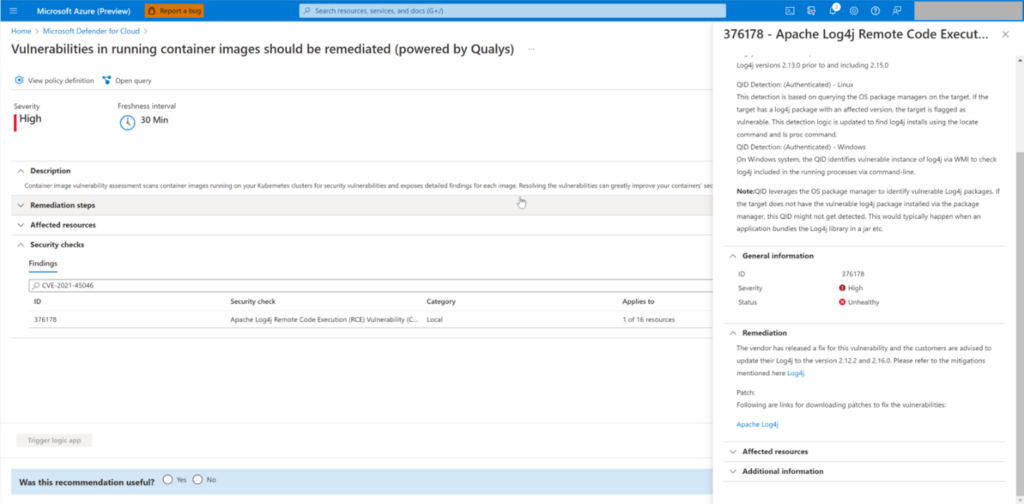 Microsoft Azure (Preview)
Report a bug
Search resources, services, and docs (G+/)
2
Home > Microsoft Defender for Cloud >
Vulnerabilities in running container images should be remediated (powered by Qualys) ...
View policy definition
Open query
Severity
High
Freshness interval
30 Min
Description
Container image vulnerability assessment scans container images running on your Kubernetes clusters for security vulnerabilities and exposes detailed findings for each image. Resolving the vulnerabilities can greatly improve your containers' sec
Remediation steps
Affected resources
Security checks
Findings
CVE-2021-45046
ID Security check Category Applies to
376178 Apache Log4j Remote Code Execution (RCE) Vulnerability (C... Local 1 of 16 resources
Trigger logic app
Was this recommendation useful? Yes No
376178 - Apache Log4j Remote Code Execut...
Log4j versions 2.13.0 prior to and including 2.15.0
QID Detection: (Authenticated) - Linux
This detection is based on querying the OS package managers on the target. If the
target has a log4j package with an affected version, the target is flagged as
vulnerable. This detection logic is updated to find log4j installs using the locate
command and ls proc command.
QID Detection: (Authenticated) - Windows
On Windows system, the QID identifies vulnerable instance of log4j via WMI to check
log4j included in the running processes via command-line.
Note:QID leverages the OS package manager to identify vulnerable Log4j packages. If
the target does not have the vulnerable log4j package installed via the package
manager, this QID might not get detected. This would typically happen when an
application bundles the Log4j library in a jar etc.
General information
ID 376178
Severity High
Status Unhealthy
Remediation
The vendor has released a fix for this vulnerability and the customers are advised to
update their Log4j to the version 2.12.2 and 2.16.0. Please refer to the mitigations
mentioned here Log4j.
Patch:
Following are links for downloading patches to fix the vulnerabilities:
Apache Log4j
Affected resources
Additional information